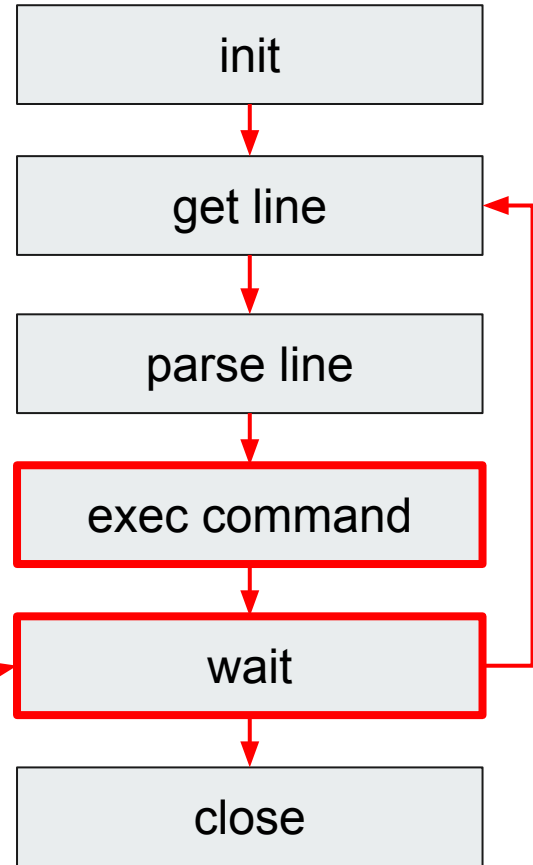 init
get line
parse line
exec command
wait
close